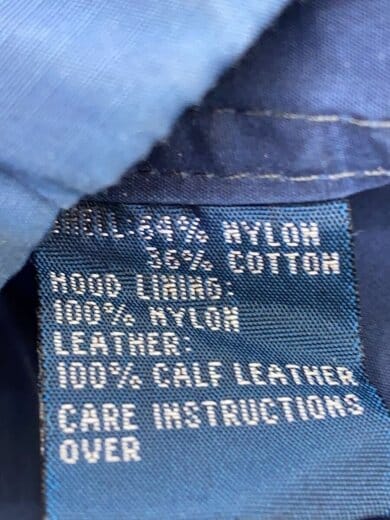 SHELL: 64% NYLON
36% COTTON
HOOD LINING:
100% NYLON
LEATHER:
100% CALF LEATHER
CARE INSTRUCTIONS
OVER